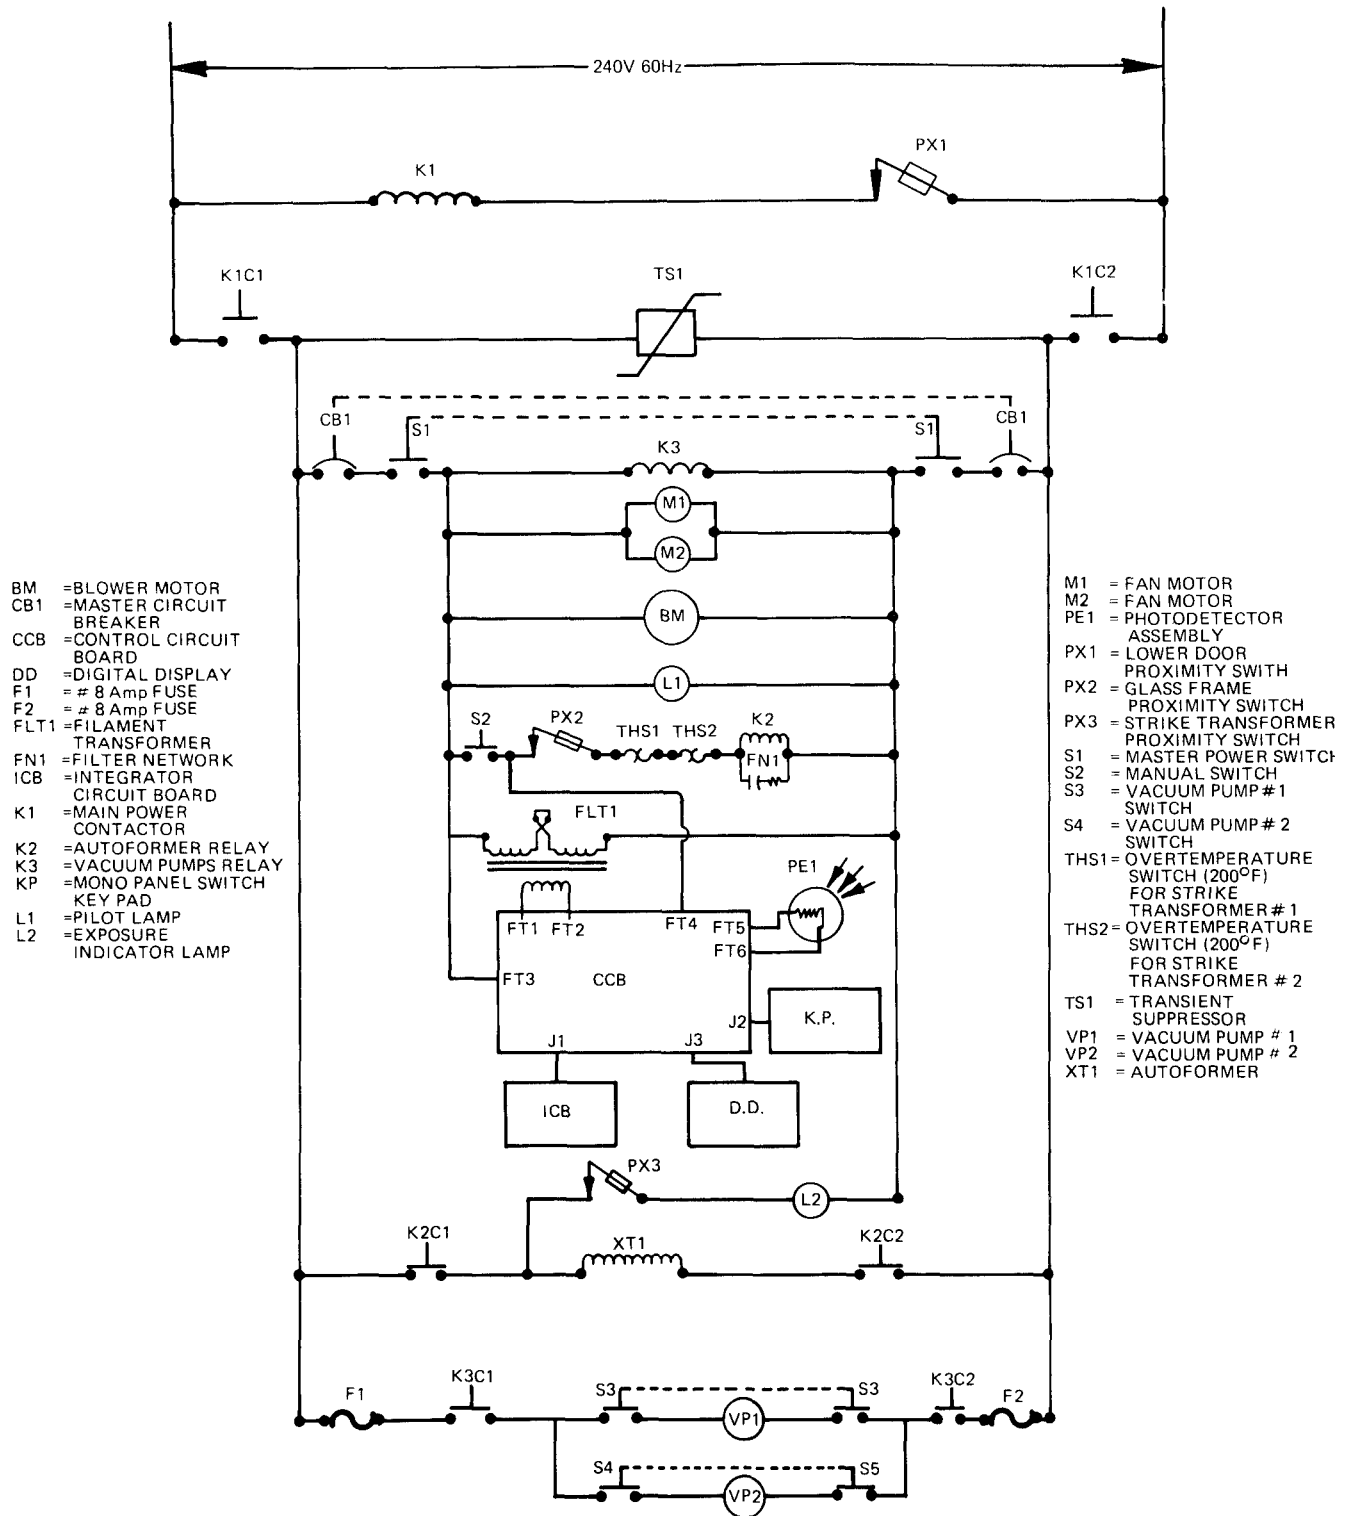 240V 60Hz
PX1
K1
K1C1
TS1
K1C2
CB1
S1
K3
S1
CB1
M1
M2
BM
L1
S2
PX2
THS1
THS2
K2
FN1
FLT1
PE1
FT1
FT2
FT4
FT5
FT6
FT3
CCB
J2
K.P.
J1
J3
ICB
D.D.
PX3
L2
K2C1
XT1
K2C2
F1
K3C1
S3
S3
K3C2
F2
VP1
S4
S5
VP2
BM =BLOWER MOTOR
CB1 =MASTER CIRCUIT
BREAKER
CCB =CONTROL CIRCUIT
BOARD
DD =DIGITAL DISPLAY
F1 = # 8 Amp FUSE
F2 = # 8 Amp FUSE
FLT1 =FILAMENT
TRANSFORMER
FN1 =FILTER NETWORK
ICB =INTEGRATOR
CIRCUIT BOARD
K1 =MAIN POWER
CONTACTOR
K2 =AUTOFORMER RELAY
K3 =VACUUM PUMPS RELAY
KP =MONO PANEL SWITCH
KEY PAD
L1 =PILOT LAMP
L2 =EXPOSURE
INDICATOR LAMP
M1 = FAN MOTOR
M2 = FAN MOTOR
PE1 = PHOTODETECTOR
ASSEMBLY
PX1 = LOWER DOOR
PROXIMITY SWITH
PX2 = GLASS FRAME
PROXIMITY SWITCH
PX3 = STRIKE TRANSFORMER
PROXIMITY SWITCH
S1 = MASTER POWER SWITCH
S2 = MANUAL SWITCH
S3 = VACUUM PUMP #1
SWITCH
S4 = VACUUM PUMP # 2
SWITCH
THS1= OVERTEMPERATURE
SWITCH (200°F)
FOR STRIKE
TRANSFORMER # 1
THS2= OVERTEMPERATURE
SWITCH (200°F)
FOR STRIKE
TRANSFORMER # 2
TS1 = TRANSIENT
SUPPRESSOR
VP1 = VACUUM PUMP # 1
VP2 = VACUUM PUMP # 2
XT1 = AUTOFORMER